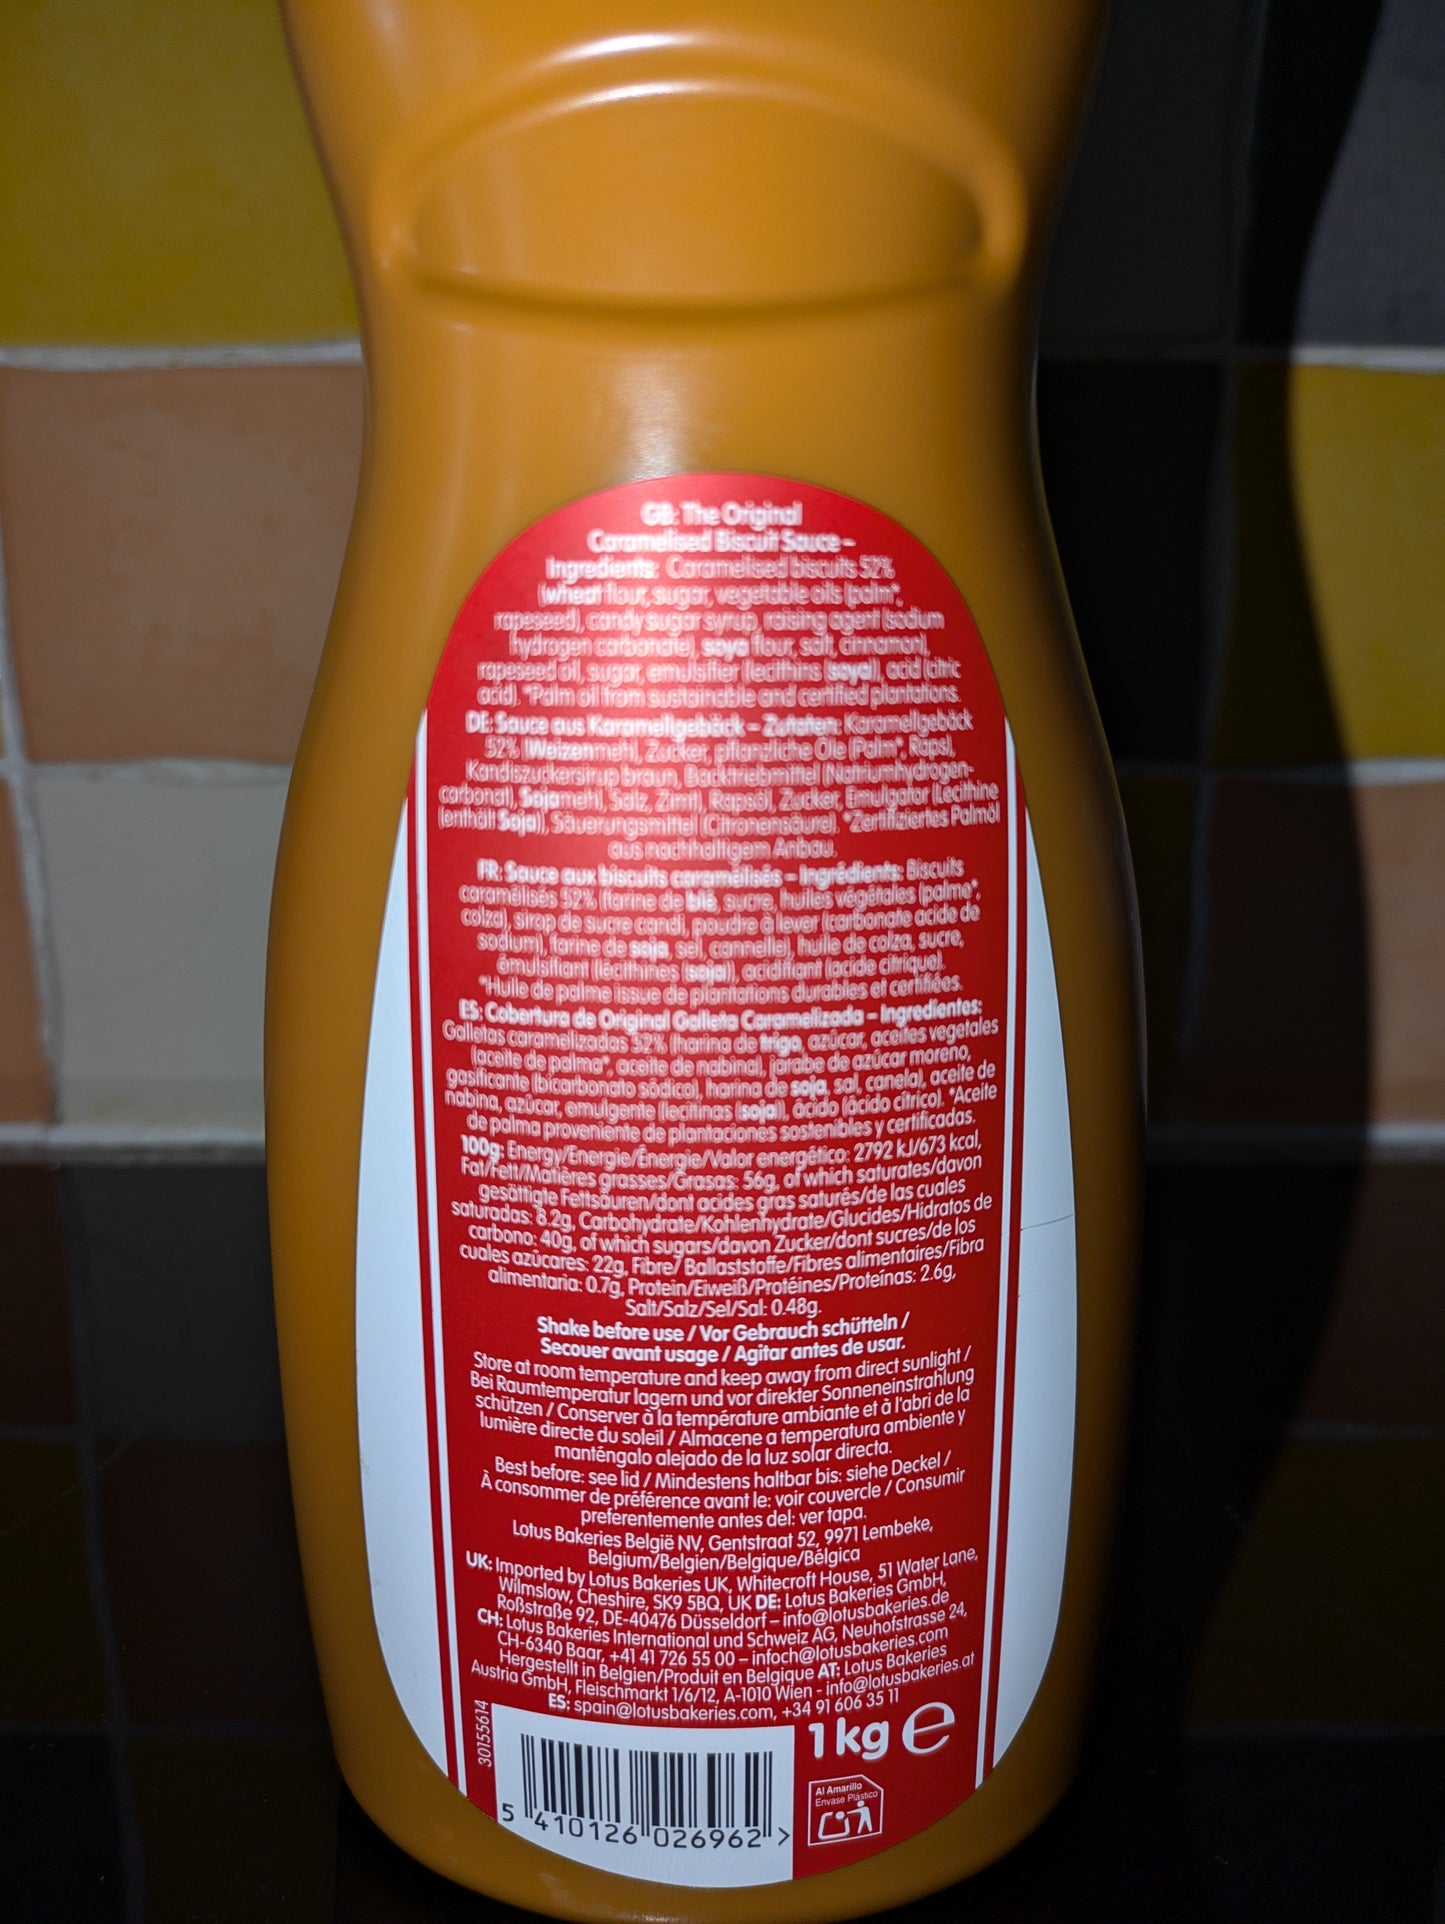 GB: The Original
Caramelised Biscuit Sauce –
Ingredients: Caramelised biscuits 52%
(wheat flour, sugar, vegetable oils (palm*,
rapeseed), candy sugar syrup, raising agent (sodium
hydrogen carbonate), soya flour, salt, cinnamon),
rapeseed oil, sugar, emulsifier lecithins (soya), acid (citric
acid). *Palm oil from sustainable and certified plantations.
DE: Sauce aus Karamellgebäck – Zutaten: Karamellgebäck
52% (Weizenmehl, Zucker, pflanzliche Öle (Palm*, Raps),
Kandiszuckersirup braun, Backtriebmittel (Natriumhydrogen-
carbonat), Sojamehl, Salz, Zimt), Rapsöl, Zucker, Emulgator (Lecithine
(enthält Soja)), Säuerungsmittel (Citronensäure). *Zertifiziertes Palmöl
aus nachhaltigem Anbau.
FR: Sauce aux biscuits caramélisés – Ingrédients: Biscuits
caramélisés 52% (farine de blé, sucre, huiles végétales (palme*,
colza), sirop de sucre candi, poudre à lever (carbonate acide de
sodium), farine de soja, sel, cannelle), huile de colza, sucre,
émulsifiant (lécithines (soja)), acidifiant (acide citrique).
*Huile de palme issue de plantations durables et certifiées.
ES: Cobertura de Original Galleta Caramelizada – Ingredientes:
Galletas caramelizadas 52% (harina de trigo, azúcar, aceites vegetales
(aceite de palma*, aceite de nabina), jarabe de azúcar moreno,
gasificante (bicarbonato sódico), harina de soja, sal, canela), aceite de
nabina, azúcar, emulgente (lecitinas (soja)), ácido (ácido cítrico). *Aceite
de palma proveniente de plantaciones sostenibles y certificadas.
100g: Energy/Energie/Énergie/Valor energético: 2792 kJ/673 kcal,
Fat/Fett/Matières grasses/Grasas: 56g, of which saturates/davon
gesättigte Fettsäuren/dont acides gras saturés/de las cuales
saturadas: 8.2g, Carbohydrate/Kohlenhydrate/Glucides/Hidratos de
carbono: 40g, of which sugars/davon Zucker/dont sucres/de los
cuales azúcares: 22g, Fibre/ Ballaststoffe/Fibres alimentaires/Fibra
alimentaria: 0.7g, Protein/Eiweiß/Protéines/Proteínas: 2.6g,
Salt/Salz/Sel/Sal: 0.48g.
Shake before use / Vor Gebrauch schütteln /
Secouer avant usage / Agitar antes de usar.
Store at room temperature and keep away from direct sunlight /
Bei Raumtemperatur lagern und vor direkter Sonneneinstrahlung
schützen / Conserver à la température ambiante et à l'abri de la
lumière directe du soleil / Almacene a temperatura ambiente y
manténgalo alejado de la luz solar directa.
Best before: see lid / Mindestens haltbar bis: siehe Deckel /
À consommer de préférence avant le: voir couvercle / Consumir
preferentemente antes del: ver tapa.
Lotus Bakeries België NV, Gentstraat 52, 9971 Lembeke,
Belgium/Belgien/Belgique/Bélgica
UK: Imported by Lotus Bakeries UK, Whitecroft House, 51 Water Lane,
Wilmslow, Cheshire, SK9 5BQ, UK DE: Lotus Bakeries GmbH,
Roßstraße 92, DE-40476 Düsseldorf – info@lotusbakeries.de
CH: Lotus Bakeries International und Schweiz AG, Neuhofstrasse 24,
CH-6340 Baar, +41 41 726 55 00 – infoch@lotusbakeries.com
Hergestellt in Belgien/Produit en Belgique AT: Lotus Bakeries
Austria GmbH, Fleischmarkt 1/6/12, A-1010 Wien - info@lotusbakeries.at
ES: spain@lotusbakeries.com, +34 91 606 35 11
30155614
1 kg e
Al Amarillo
Envase Plástico
5 410126 026962 >